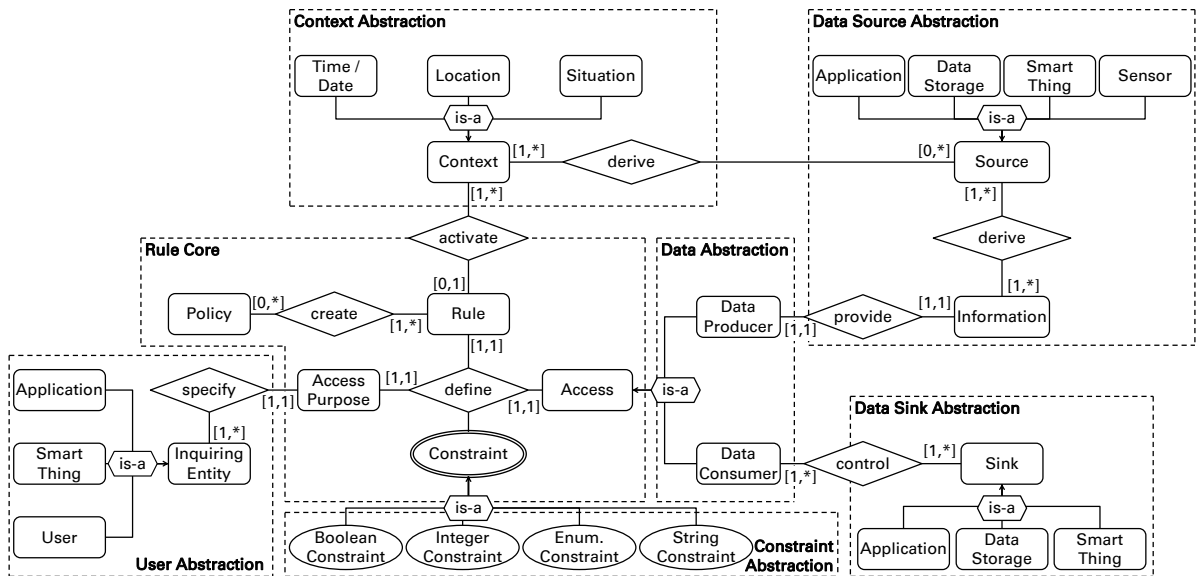 Context Abstraction
Data Source Abstraction
Time /
Date
Location
Situation
Application
Data
Storage
Smart
Thing
Sensor
is-a
is-a
Context
[1,*]
derive
[0,*]
Source
[1,*]
[1,*]
activate
derive
Rule Core
Data Abstraction
[0,1]
[1,*]
Policy
[0,*]
create
[1,*]
Rule
Data
Producer
[1,1]
provide
[1,1]
Information
[1,1]
Application
specify
[1,1]
Access
Purpose
[1,1]
define
[1,1]
Access
is-a
Data Sink Abstraction
[1,*]
Smart
Thing
is-a
Inquiring
Entity
Constraint
Data
Consumer
[1,*]
control
[1,*]
Sink
is-a
is-a
User
Boolean
Constraint
Integer
Constraint
Enum.
Constraint
String
Constraint
Application
Data
Storage
Smart
Thing
User Abstraction
Constraint
Abstraction